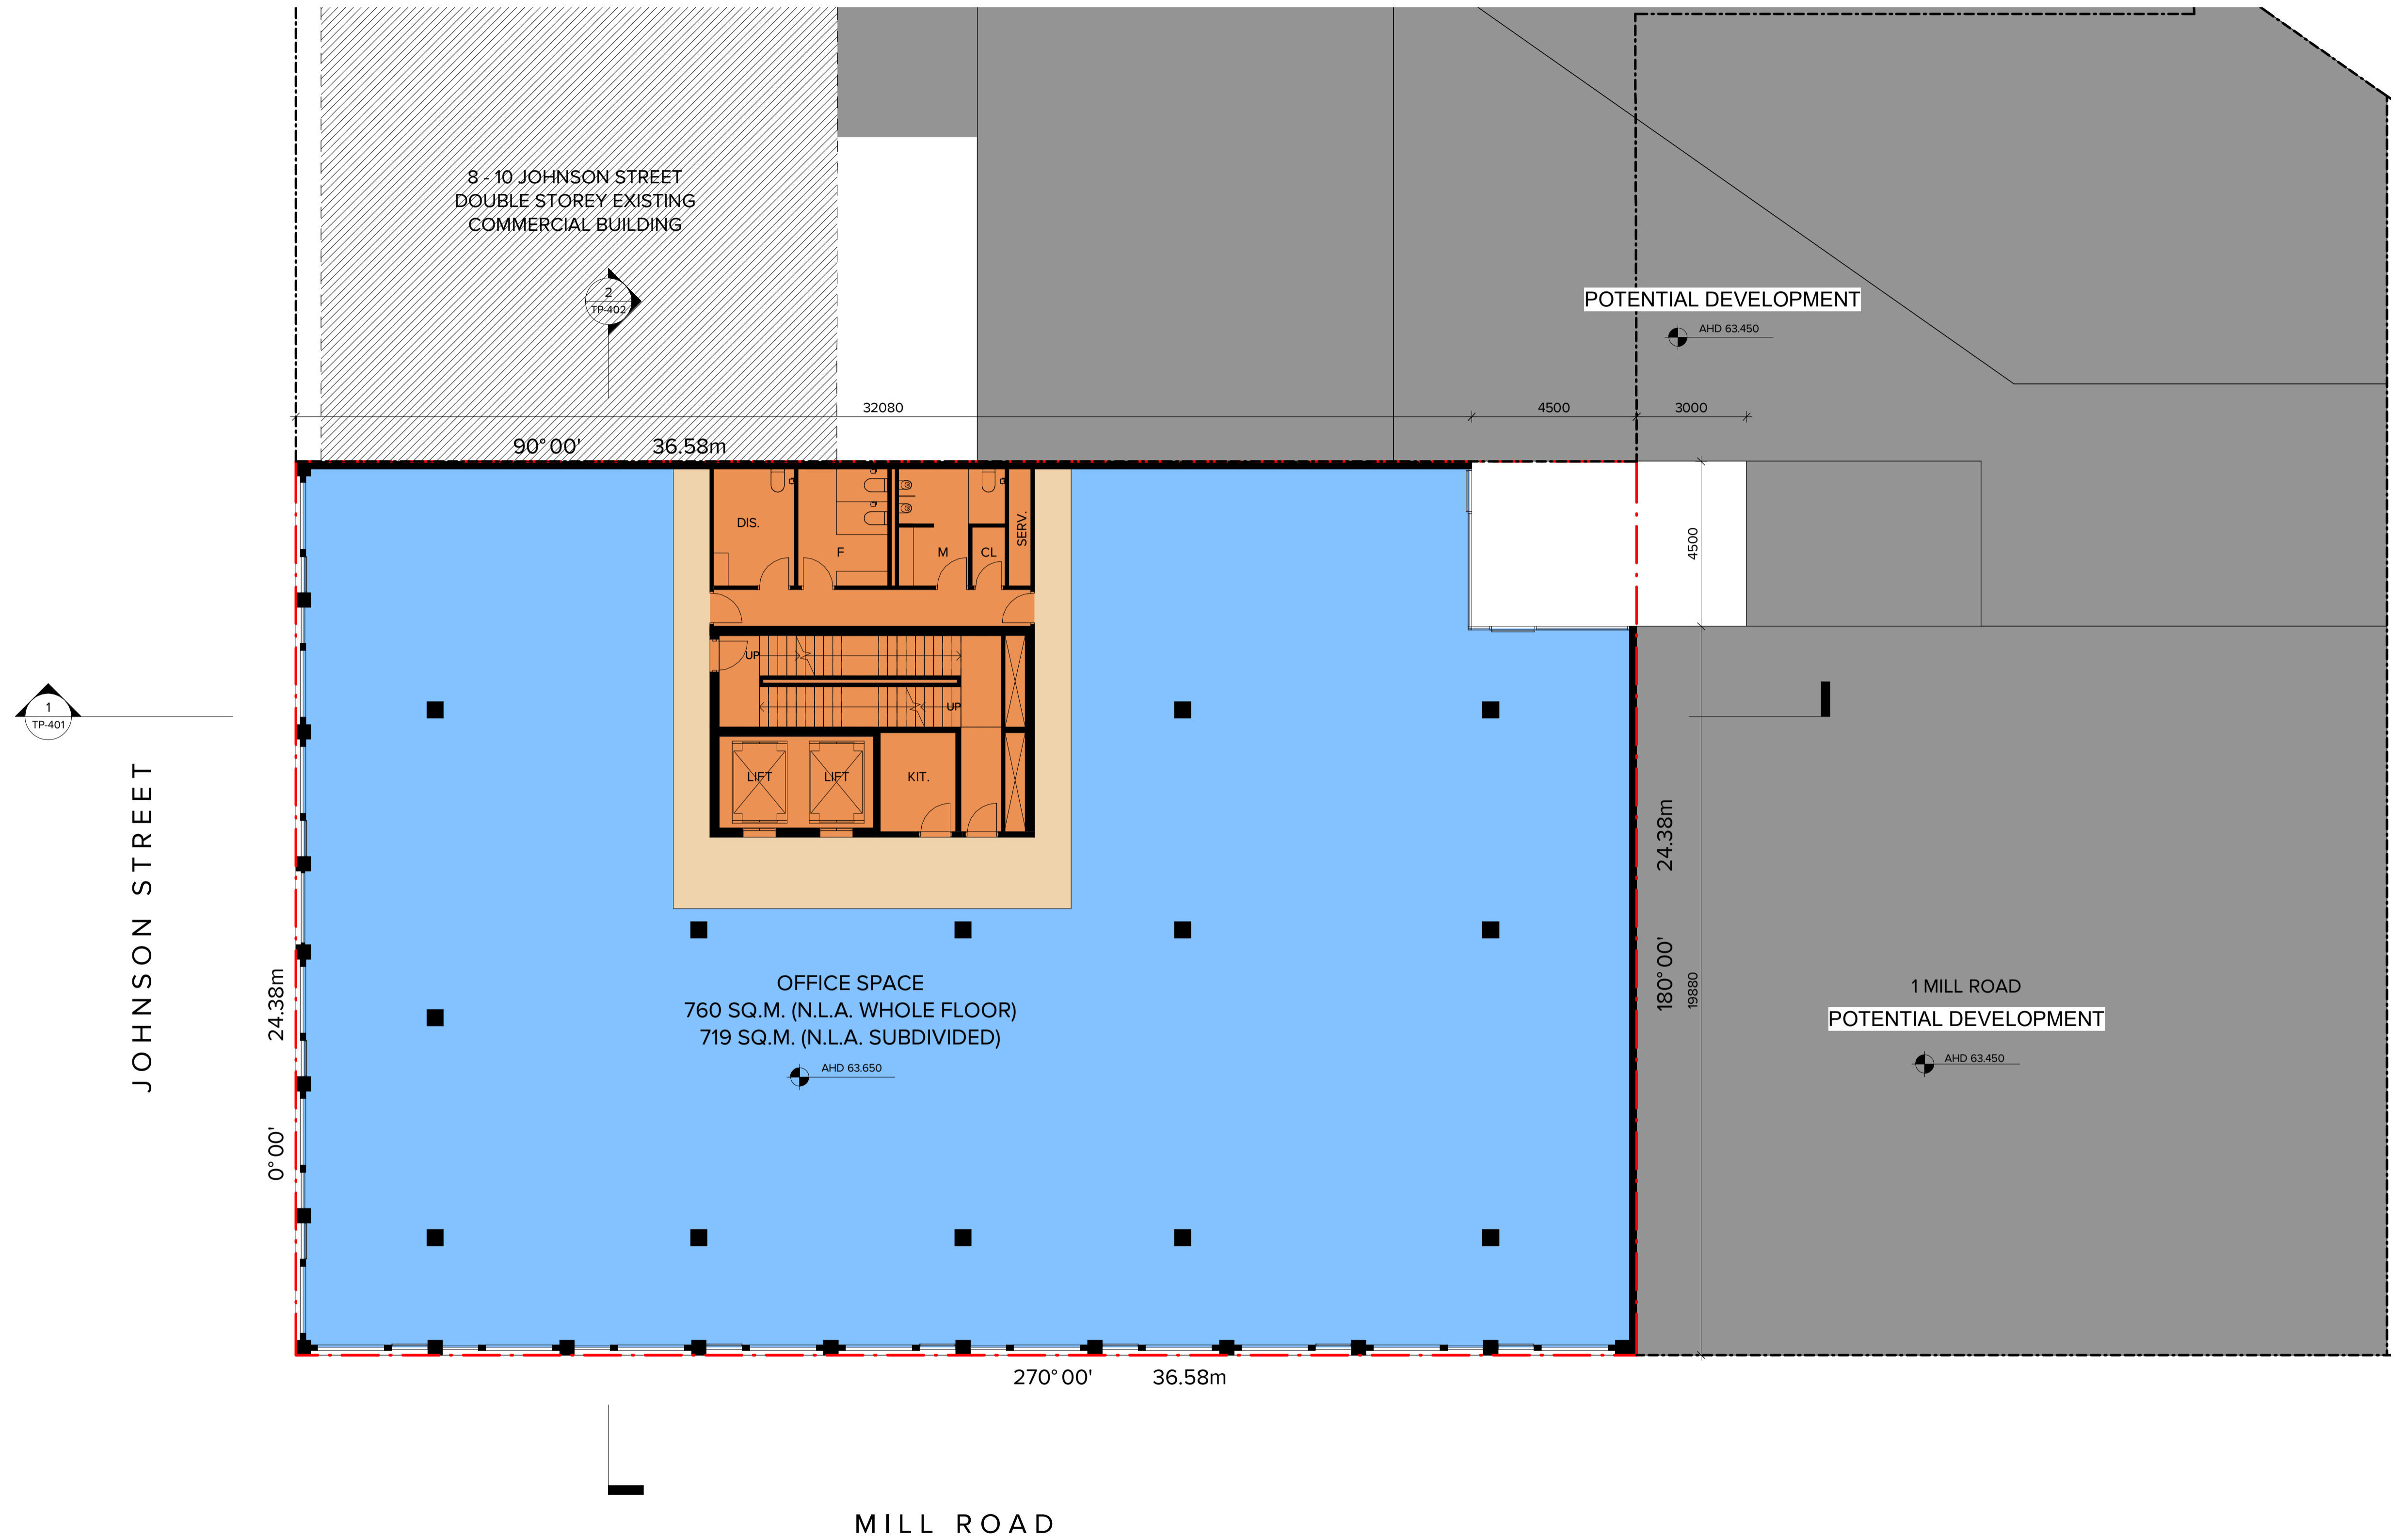 8 - 10 JOHNSON STREET
DOUBLE STOREY EXISTING
COMMERCIAL BUILDING
2
TP-402
POTENTIAL DEVELOPMENT
AHD 63.450
32080
4500
3000
90° 00'
36.58m
DIS.
F
M
CL
SERV.
4500
UP
UP
1
TP-401
LIFT
LIFT
KIT.
JOHNSON STREET
24.38m
0° 00'
24.38m
180° 00'
19880
OFFICE SPACE
760 SQ.M. (N.L.A. WHOLE FLOOR)
719 SQ.M. (N.L.A. SUBDIVIDED)
AHD 63.650
1 MILL ROAD
POTENTIAL DEVELOPMENT
AHD 63.450
270° 00'
36.58m
MILL ROAD